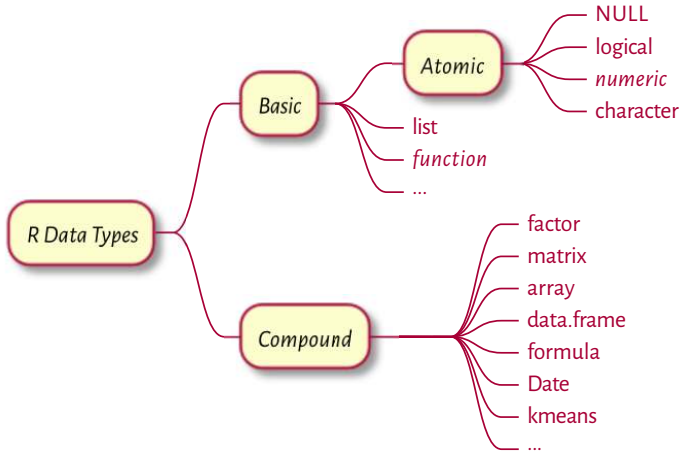 R Data Types
Basic
Atomic
NULL
logical
numeric
character
list
function
...
Compound
factor
matrix
array
data.frame
formula
Date
kmeans
...